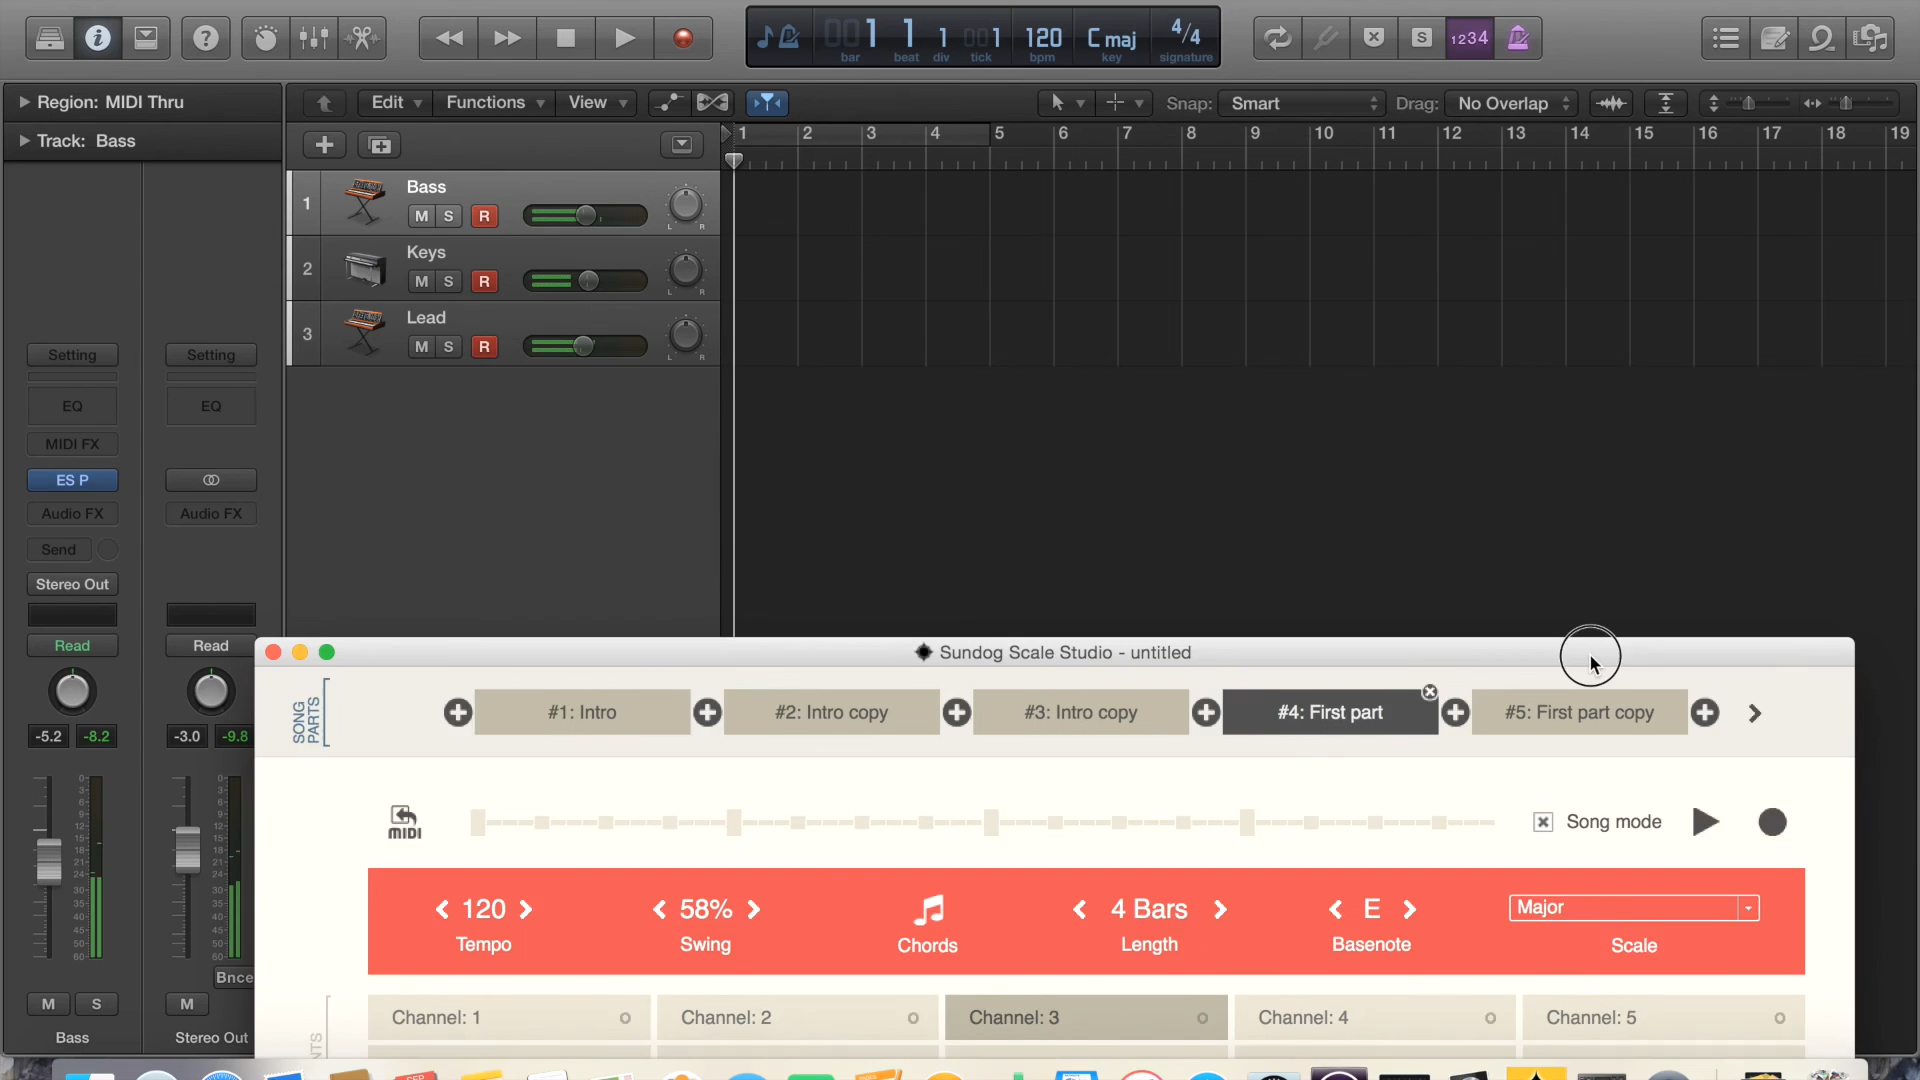 001 1 1 001 120 C maj 4/4
bar beat div tick bpm key signature
S 1234
Region: MIDI Thru
Edit Functions View Snap: Smart Drag: No Overlap
Track: Bass
1 2 3 4 5 6 7 8 9 10 11 12 13 14 15 16 17 18 19
1 Bass
M S R L R
2 Keys
M S R L R
3 Lead
M S R L R
Setting Setting
EQ EQ
MIDI FX
ES P
Audio FX Audio FX
Send
Stereo Out
Read Read
-5.2 -8.2 -3.0 -9.8
Bnce
M S M
Bass Stereo Out
Sundog Scale Studio - untitled
SONG PARTS
#1: Intro #2: Intro copy #3: Intro copy #4: First part #5: First part copy
MIDI Song mode
120 58% 4 Bars E Major
Tempo Swing Chords Length Basenote Scale
Channel: 1 Channel: 2 Channel: 3 Channel: 4 Channel: 5